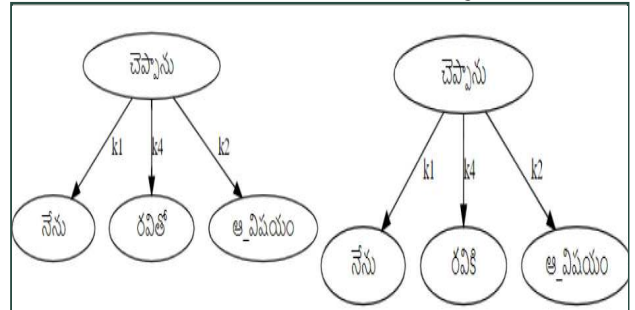 చెప్పాను
k1 k4 k2
నేను రవితో ఆ_విషయం
చెప్పాను
k1 k4 k2
నేను రవికి ఆ_విషయం